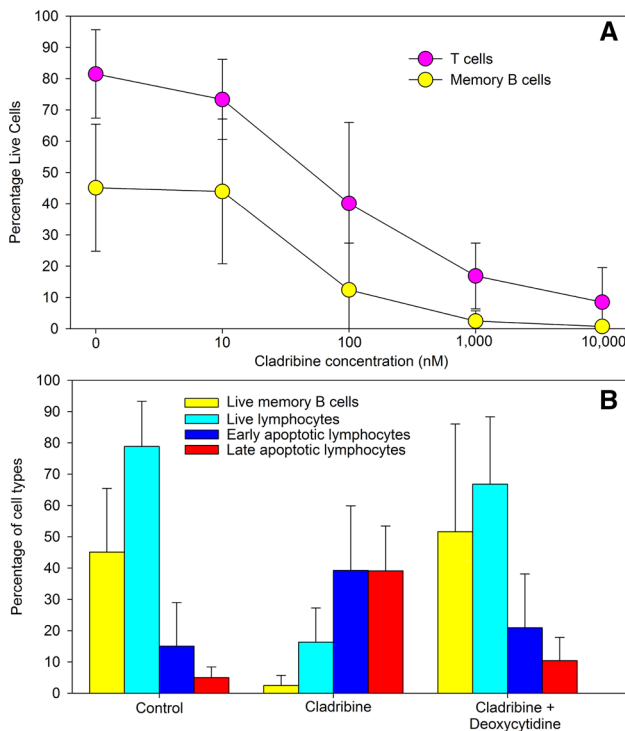 A
100
90
80
70
60
50
40
30
20
10
0
Percentage Live Cells
T cells
Memory B cells
0 10 100 1,000 10,000
Cladribine concentration (nM)
B
100
90
80
70
60
50
40
30
20
10
0
Percentage of cell types
Live memory B cells
Live lymphocytes
Early apoptotic lymphocytes
Late apoptotic lymphocytes
Control Cladribine Cladribine +
Deoxycytidine